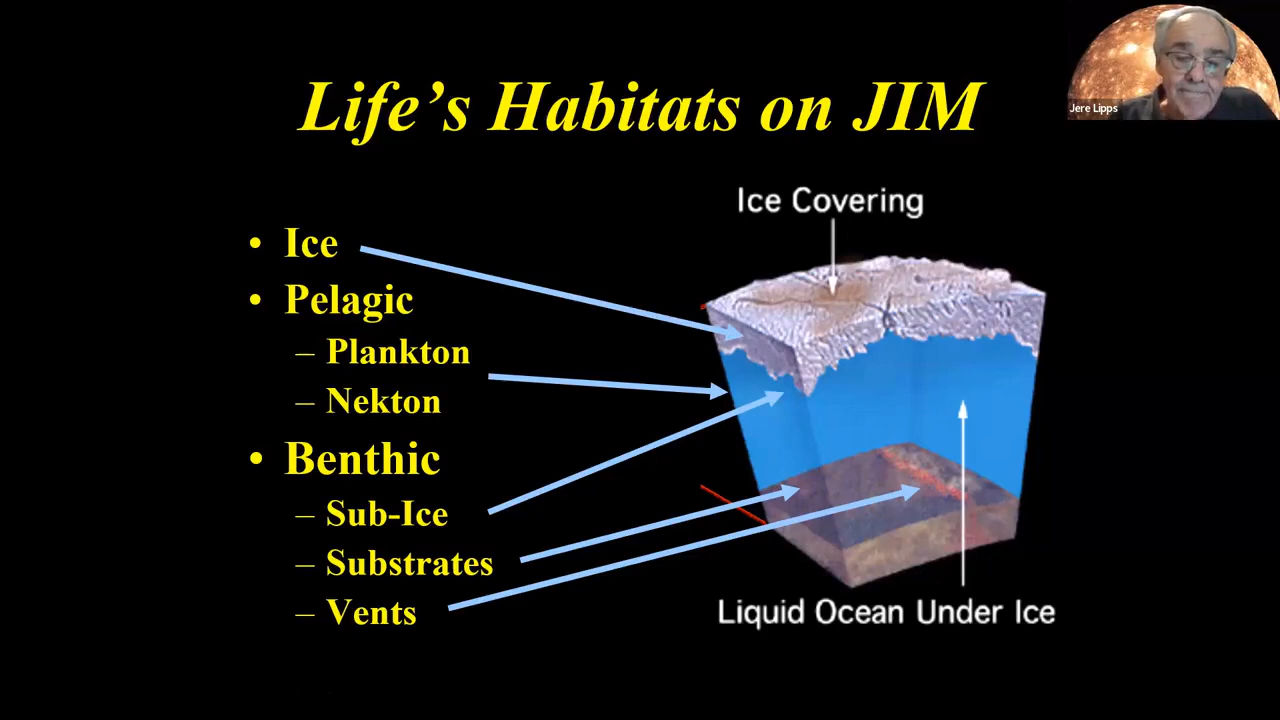 Life's Habitats on JIM
Jere Lipps
• Ice
• Pelagic
– Plankton
– Nekton
• Benthic
– Sub-Ice
– Substrates
– Vents
Ice Covering
Liquid Ocean Under Ice